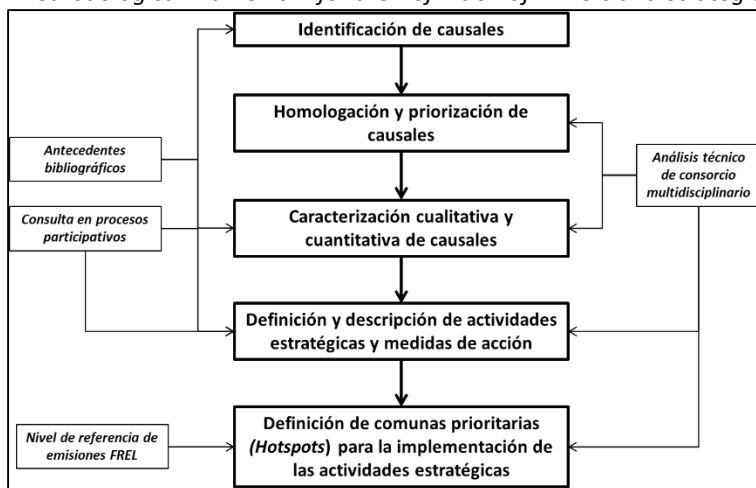 Identificación de causales
Homologación y priorización de
causales
Antecedentes
bibliográficos
Análisis técnico
de consorcio
multidisciplinario
Consulta en procesos
participativos
Caracterización cualitativa y
cuantitativa de causales
Definición y descripción de actividades
estratégicas y medidas de acción
Nivel de referencia de
emisiones FREL
Definición de comunas prioritarias
(Hotspots) para la implementación de
las actividades estratégicas